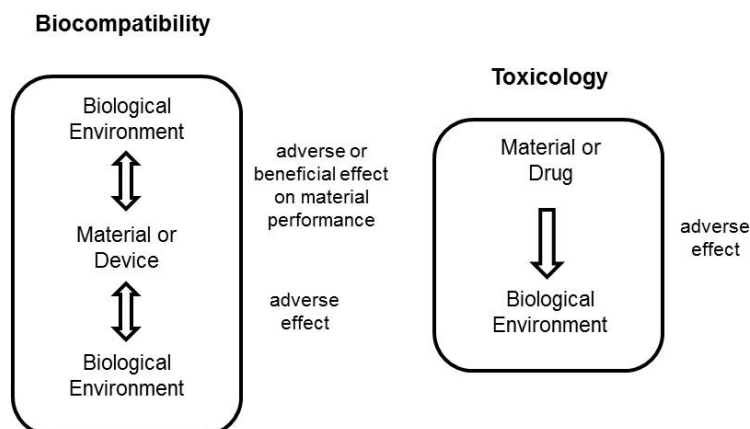 Biocompatibility
Biological
Environment
Material or
Device
Biological
Environment
adverse or
beneficial effect
on material
performance
adverse
effect
Toxicology
Material or
Drug
Biological
Environment
adverse
effect